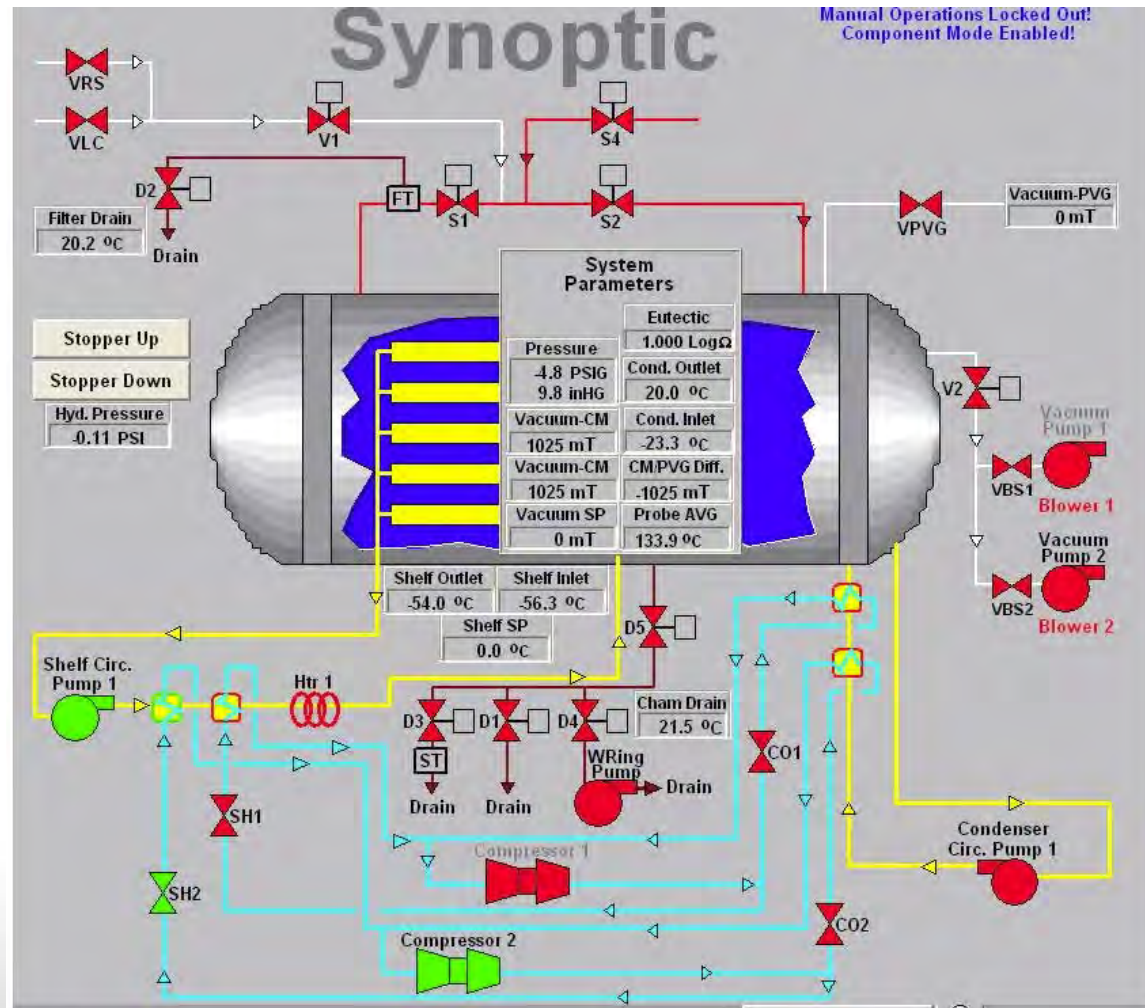 Synoptic
Manual Operations Locked Out!
Component Mode Enabled!
VRS
VLC
V1
S4
D2
FT
S1
S2
VPVG
Vacuum-PVG
0 mT
Filter Drain
20.2 ºC
Drain
System
Parameters
Eutectic
1.000 LogΩ
Pressure
-4.8 PSIG
9.8 inHG
Cond. Outlet
20.0 ºC
Vacuum-CM
1025 mT
Cond. Inlet
-23.3 ºC
Vacuum-CM
1025 mT
CM/PVG Diff.
-1025 mT
Vacuum SP
0 mT
Probe AVG
133.9 ºC
Stopper Up
Stopper Down
Hyd. Pressure
-0.11 PSI
V2
Vacuum
Pump 1
VBS1
Blower 1
Vacuum
Pump 2
VBS2
Blower 2
Shelf Outlet
-54.0 ºC
Shelf Inlet
-56.3 ºC
Shelf SP
0.0 ºC
D5
Shelf Circ.
Pump 1
Htr 1
D3
D1
D4
Cham Drain
21.5 ºC
ST
WRing
Pump
Drain
Drain
Drain
CO1
SH1
Compressor 1
Condenser
Circ. Pump 1
SH2
CO2
Compressor 2